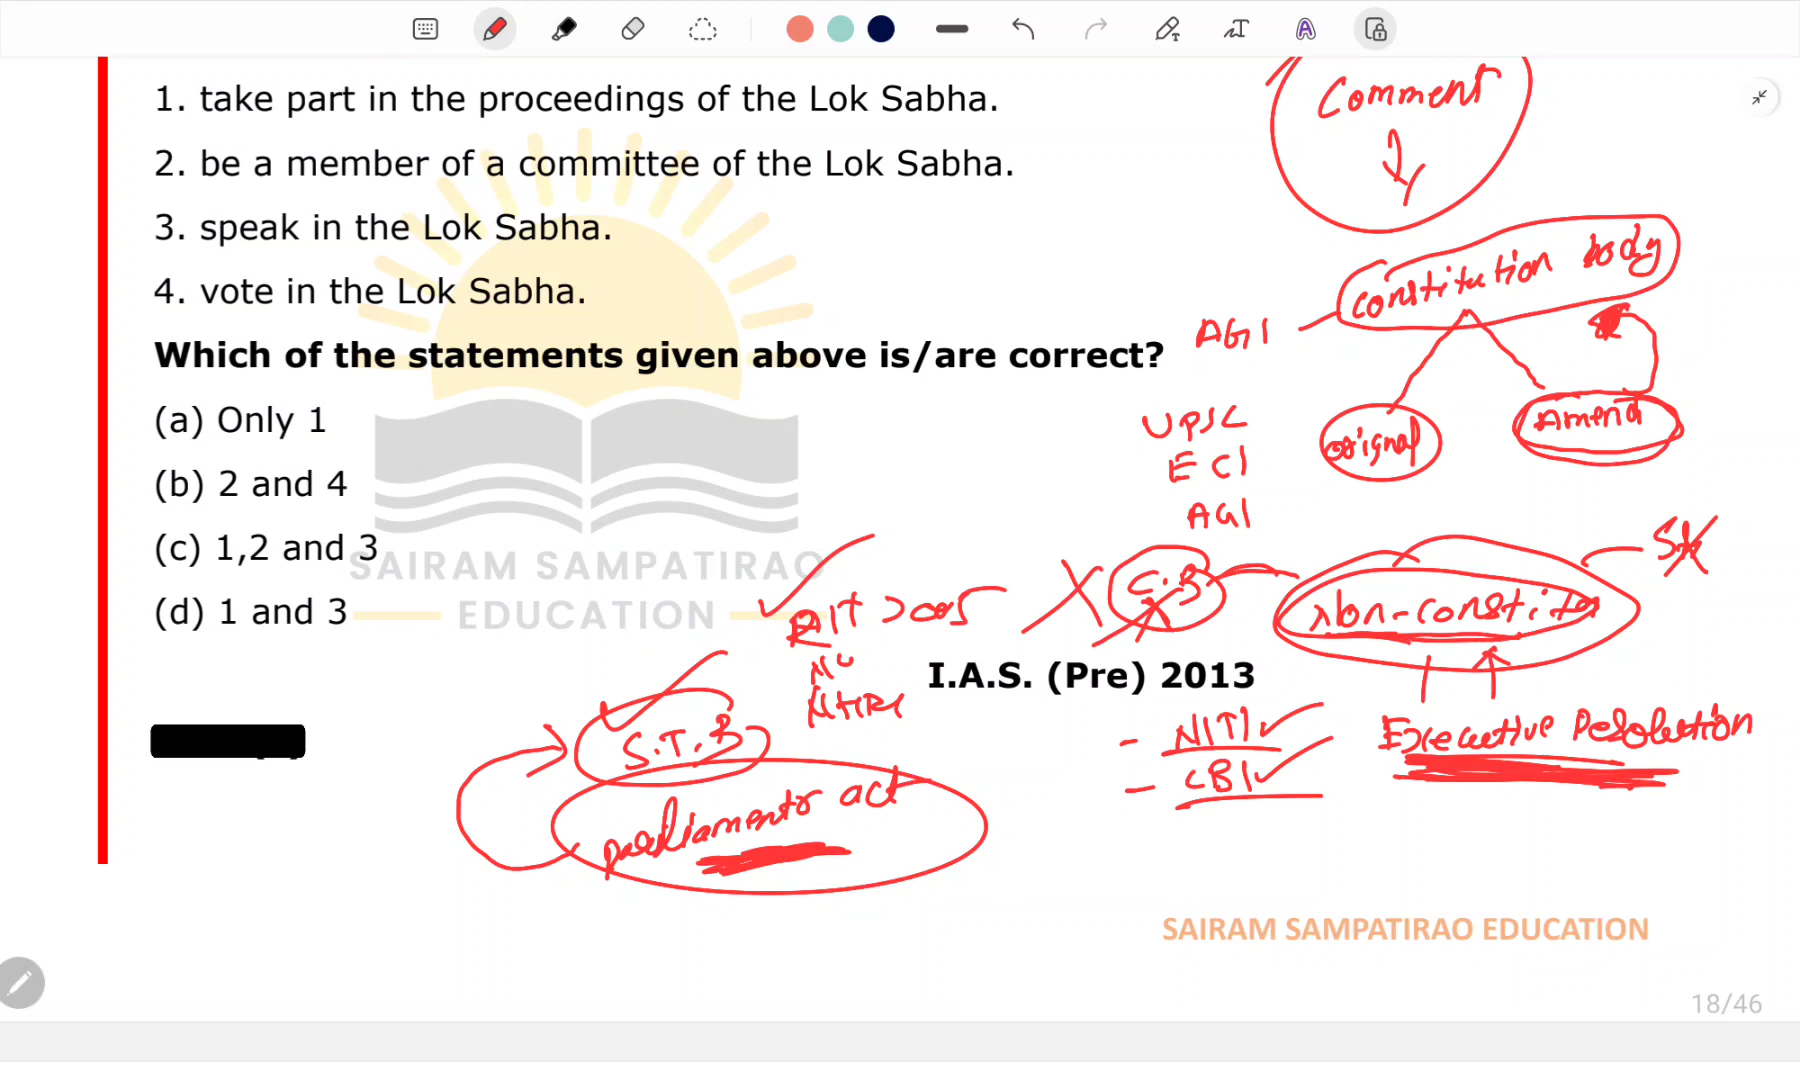 1. take part in the proceedings of the Lok Sabha.
2. be a member of a committee of the Lok Sabha.
3. speak in the Lok Sabha.
4. vote in the Lok Sabha.
Which of the statements given above is/are correct?
(a) Only 1
(b) 2 and 4
(c) 1,2 and 3
(d) 1 and 3
SAIRAM SAMPATIRAO
EDUCATION
I.A.S. (Pre) 2013
Comment
constitution body
AGI
orignal
Amend
UPSC
ECI
AGI
C.B
Non-constitu
2005
S.T.B
act
- NITI
- CBI
Executive Resolution
SAIRAM SAMPATIRAO EDUCATION
18/46